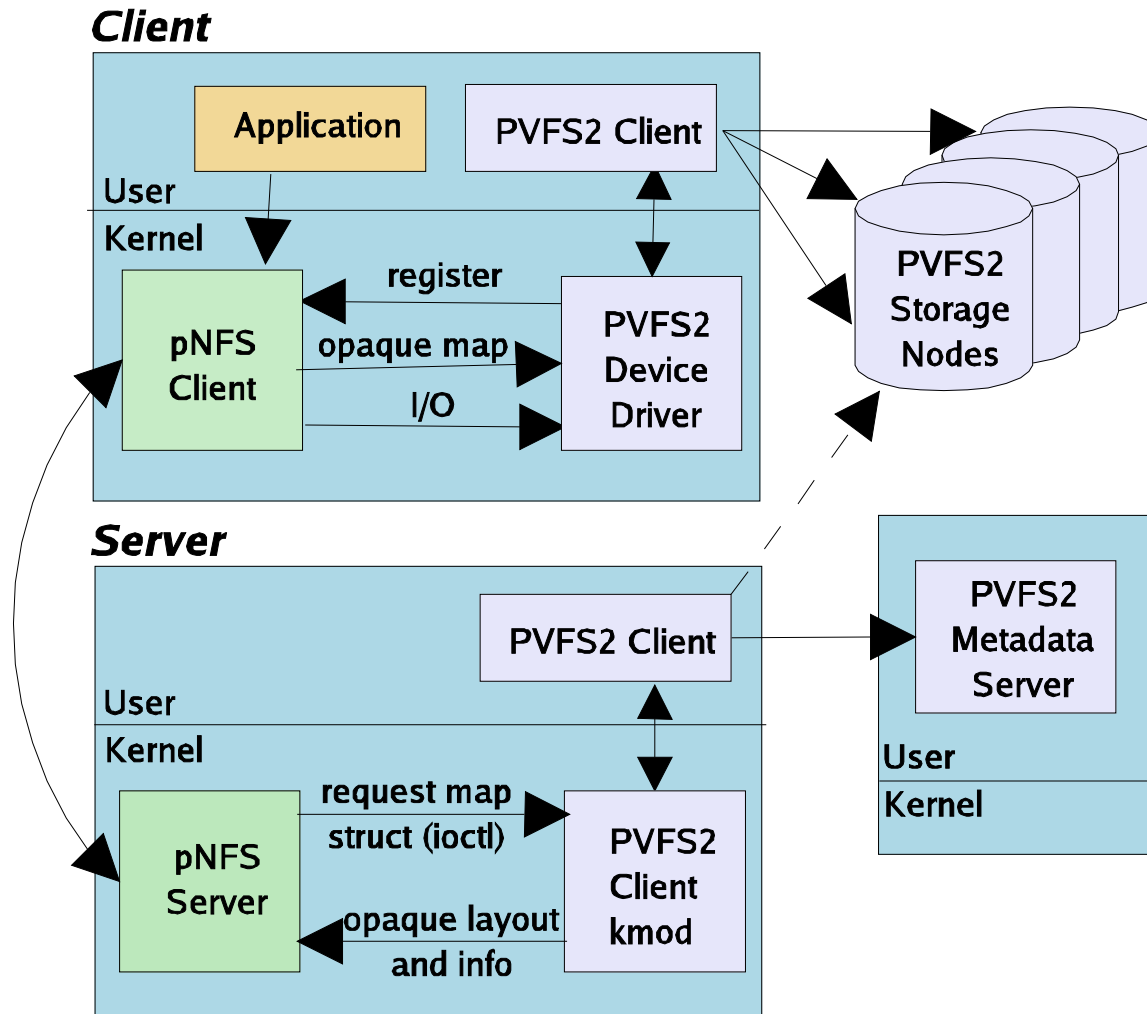 Client
Application
PVFS2 Client
User
Kernel
register
pNFS
Client
opaque map
I/O
PVFS2
Device
Driver
PVFS2
Storage
Nodes
Server
PVFS2 Client
User
Kernel
request map
struct (ioctl)
pNFS
Server
opaque layout
and info
PVFS2
Client
kmod
PVFS2
Metadata
Server
User
Kernel